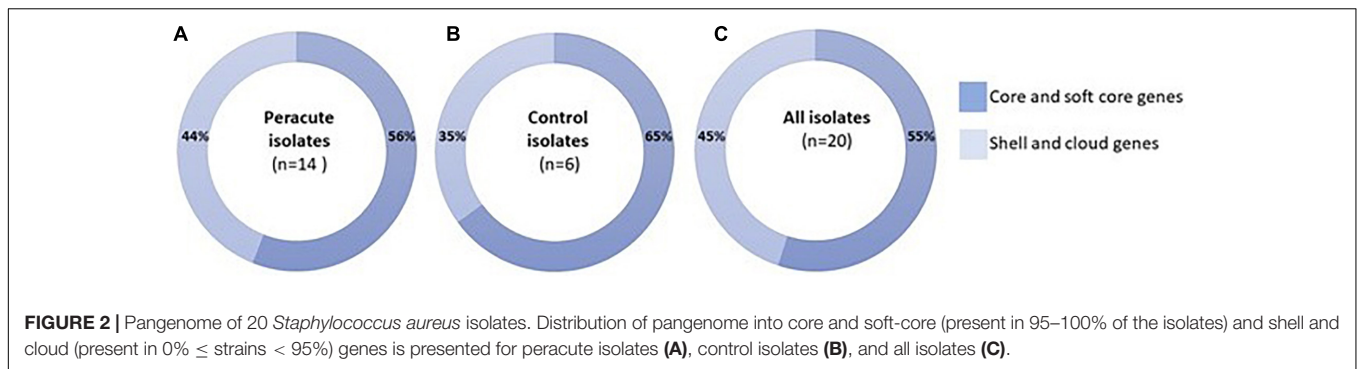 A
B
C
Peracute
isolates
(n=14 )
44%
56%
Control
isolates
(n=6)
35%
65%
All isolates
(n=20)
45%
55%
Core and soft core genes
Shell and cloud genes
FIGURE 2 | Pangenome of 20 Staphylococcus aureus isolates. Distribution of pangenome into core and soft-core (present in 95–100% of the isolates) and shell and
cloud (present in 0% ≤ strains < 95%) genes is presented for peracute isolates (A), control isolates (B), and all isolates (C).